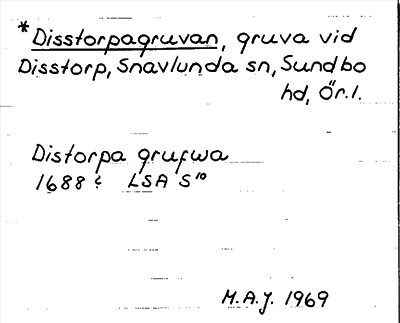 *Disstorpagruvan, gruva vid
Disstorp, Snavlunda sn, Sundbo
hd, Ör.l.
Distorpa grufwa
1688 LSA S¹⁰
M.A.J. 1969